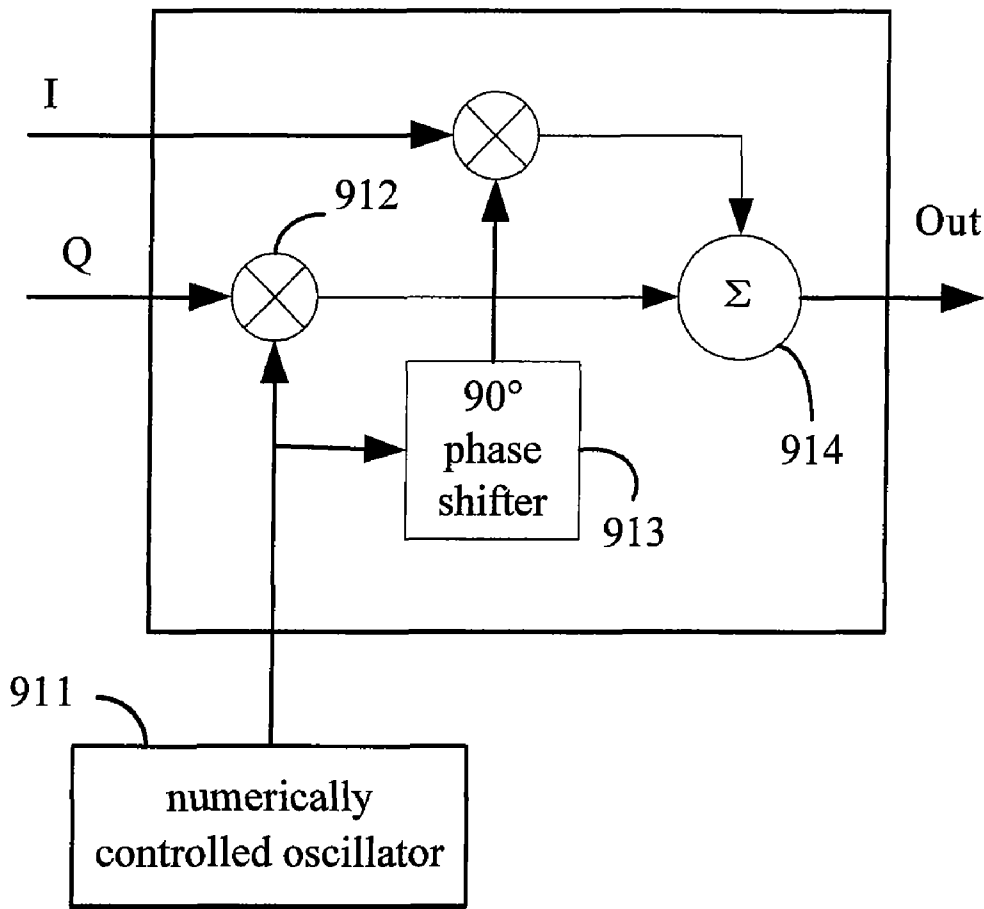 I
912
Q
Out
Σ
90°
phase
shifter
914
913
911
numerically
controlled oscillator